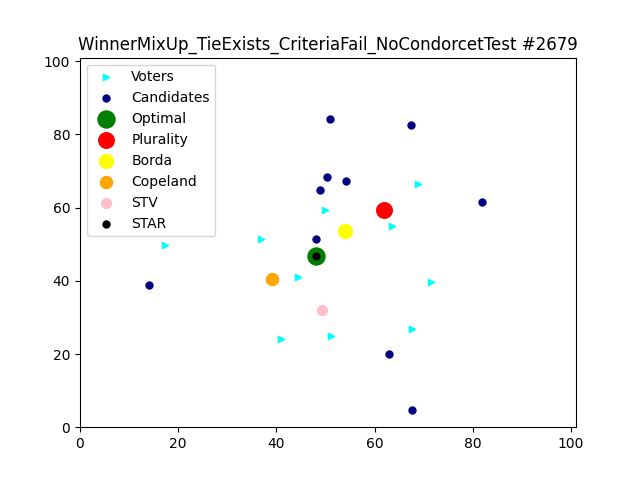 WinnerMixUp_TieExists_CriteriaFail_NoCondorcetTest #2679
100
80
60
40
20
0
0 20 40 60 80 100
Voters
Candidates
Optimal
Plurality
Borda
Copeland
STV
STAR